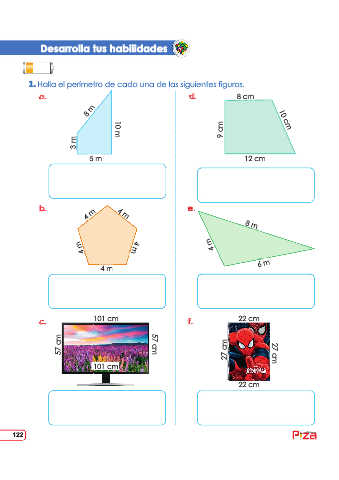 Desarrolla tus habilidades
1. Halla el perímetro de cada una de las siguientes figuras.
a.
8 m
10 m
3 m
5 m
d.
8 cm
10 cm
9 cm
12 cm
b.
4 m
4 m
4 m
4 m
4 m
e.
8 m
4 m
6 m
c.
101 cm
57 cm
57 cm
101 cm
f.
22 cm
27 cm
27 cm
22 cm
122